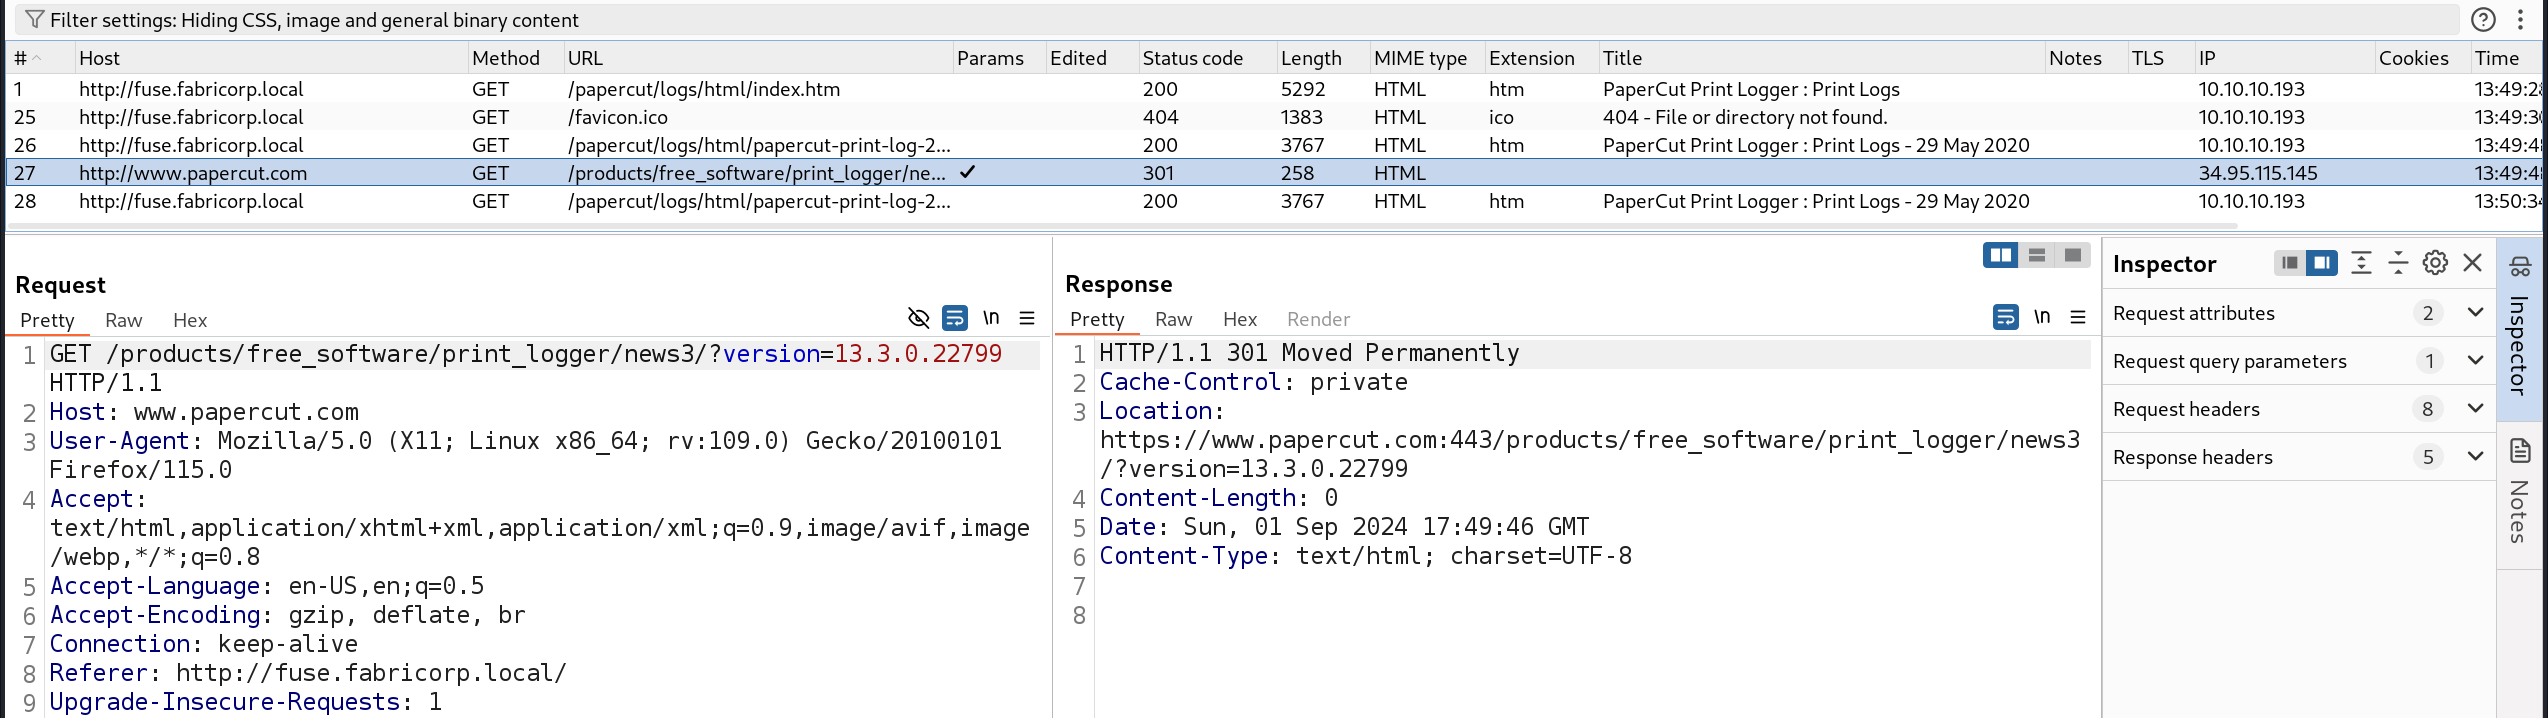 Filter settings: Hiding CSS, image and general binary content
# Host Method URL Params Edited Status code Length MIME type Extension Title Notes TLS IP Cookies Time
1 http://fuse.fabricorp.local GET /papercut/logs/html/index.htm 200 5292 HTML htm PaperCut Print Logger : Print Logs 10.10.10.193 13:49:2
25 http://fuse.fabricorp.local GET /favicon.ico 404 1383 HTML ico 404 - File or directory not found. 10.10.10.193 13:49:3
26 http://fuse.fabricorp.local GET /papercut/logs/html/papercut-print-log-2... 200 3767 HTML htm PaperCut Print Logger : Print Logs - 29 May 2020 10.10.10.193 13:49:4
27 http://www.papercut.com GET /products/free_software/print_logger/ne... ✓ 301 258 HTML 34.95.115.145 13:49:4
28 http://fuse.fabricorp.local GET /papercut/logs/html/papercut-print-log-2... 200 3767 HTML htm PaperCut Print Logger : Print Logs - 29 May 2020 10.10.10.193 13:50:3
Request
Pretty Raw Hex \n
1 GET /products/free_software/print_logger/news3/?version=13.3.0.22799
HTTP/1.1
2 Host: www.papercut.com
3 User-Agent: Mozilla/5.0 (X11; Linux x86_64; rv:109.0) Gecko/20100101
Firefox/115.0
4 Accept:
text/html,application/xhtml+xml,application/xml;q=0.9,image/avif,image
/webp,*/*;q=0.8
5 Accept-Language: en-US,en;q=0.5
6 Accept-Encoding: gzip, deflate, br
7 Connection: keep-alive
8 Referer: http://fuse.fabricorp.local/
9 Upgrade-Insecure-Requests: 1
Response
Pretty Raw Hex Render \n
1 HTTP/1.1 301 Moved Permanently
2 Cache-Control: private
3 Location:
https://www.papercut.com:443/products/free_software/print_logger/news3
/?version=13.3.0.22799
4 Content-Length: 0
5 Date: Sun, 01 Sep 2024 17:49:46 GMT
6 Content-Type: text/html; charset=UTF-8
7
8
Inspector
Request attributes 2
Request query parameters 1
Request headers 8
Response headers 5
Inspector
Notes